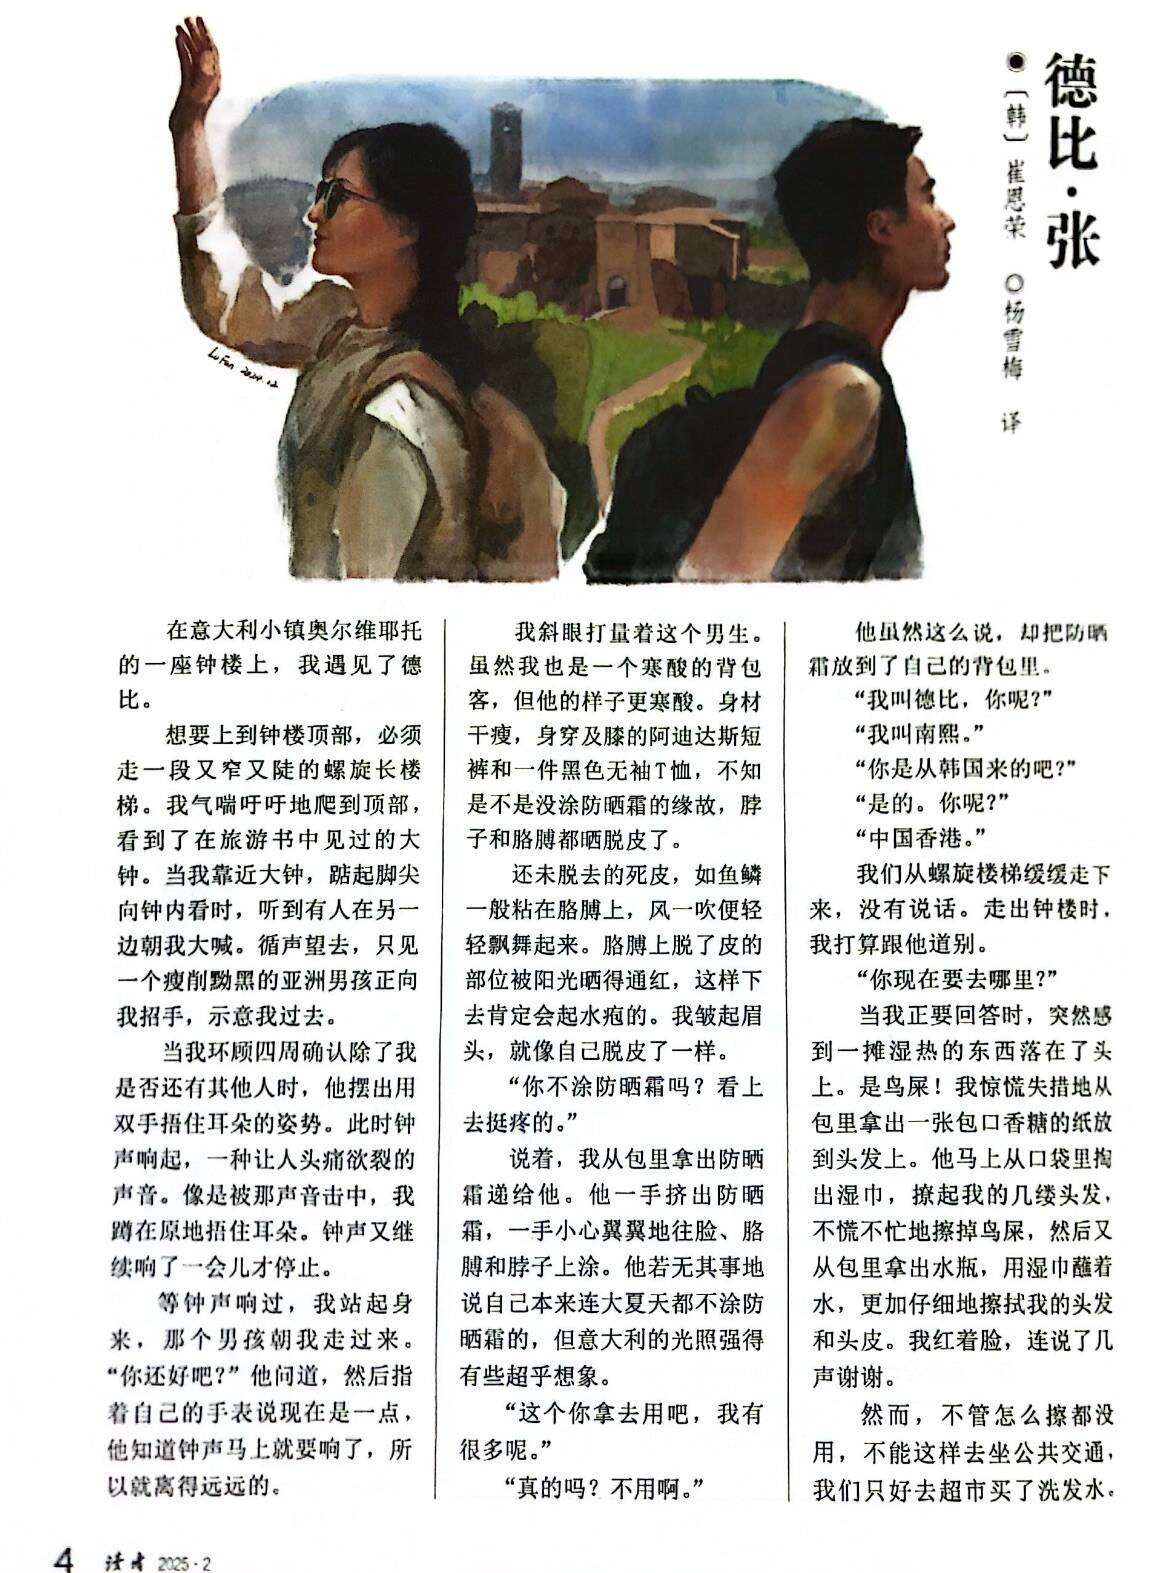 德比·张
●〔韩〕崔恩荣　○杨雪梅　译
LuFan 2024.12
在意大利小镇奥尔维耶托
的一座钟楼上，我遇见了德
比。
想要上到钟楼顶部，必须
走一段又窄又陡的螺旋长楼
梯。我气喘吁吁地爬到顶部，
看到了在旅游书中见过的大
钟。当我靠近大钟，踮起脚尖
向钟内看时，听到有人在另一
边朝我大喊。循声望去，只见
一个瘦削黝黑的亚洲男孩正向
我招手，示意我过去。
当我环顾四周确认除了我
是否还有其他人时，他摆出用
双手捂住耳朵的姿势。此时钟
声响起，一种让人头痛欲裂的
声音。像是被那声音击中，我
蹲在原地捂住耳朵。钟声又继
续响了一会儿才停止。
等钟声响过，我站起身
来，那个男孩朝我走过来。
“你还好吧？”他问道，然后指
着自己的手表说现在是一点，
他知道钟声马上就要响了，所
以就离得远远的。
我斜眼打量着这个男生。
虽然我也是一个寒酸的背包
客，但他的样子更寒酸。身材
干瘦，身穿及膝的阿迪达斯短
裤和一件黑色无袖T恤，不知
是不是没涂防晒霜的缘故，脖
子和胳膊都晒脱皮了。
还未脱去的死皮，如鱼鳞
一般粘在胳膊上，风一吹便轻
轻飘舞起来。胳膊上脱了皮的
部位被阳光晒得通红，这样下
去肯定会起水疱的。我皱起眉
头，就像自己脱皮了一样。
“你不涂防晒霜吗？看上
去挺疼的。”
说着，我从包里拿出防晒
霜递给他。他一手挤出防晒
霜，一手小心翼翼地往脸、胳
膊和脖子上涂。他若无其事地
说自己本来连大夏天都不涂防
晒霜的，但意大利的光照强得
有些超乎想象。
“这个你拿去用吧，我有
很多呢。”
“真的吗？不用啊。”
他虽然这么说，却把防晒
霜放到了自己的背包里。
“我叫德比，你呢？”
“我叫南熙。”
“你是从韩国来的吧？”
“是的。你呢？”
“中国香港。”
我们从螺旋楼梯缓缓走下
来，没有说话。走出钟楼时，
我打算跟他道别。
“你现在要去哪里？”
当我正要回答时，突然感
到一摊湿热的东西落在了头
上。是鸟屎！我惊慌失措地从
包里拿出一张包口香糖的纸放
到头发上。他马上从口袋里掏
出湿巾，撩起我的几缕头发，
不慌不忙地擦掉鸟屎，然后又
从包里拿出水瓶，用湿巾蘸着
水，更加仔细地擦拭我的头发
和头皮。我红着脸，连说了几
声谢谢。
然而，不管怎么擦都没
用，不能这样去坐公共交通，
我们只好去超市买了洗发水。
4 读者 2025·2